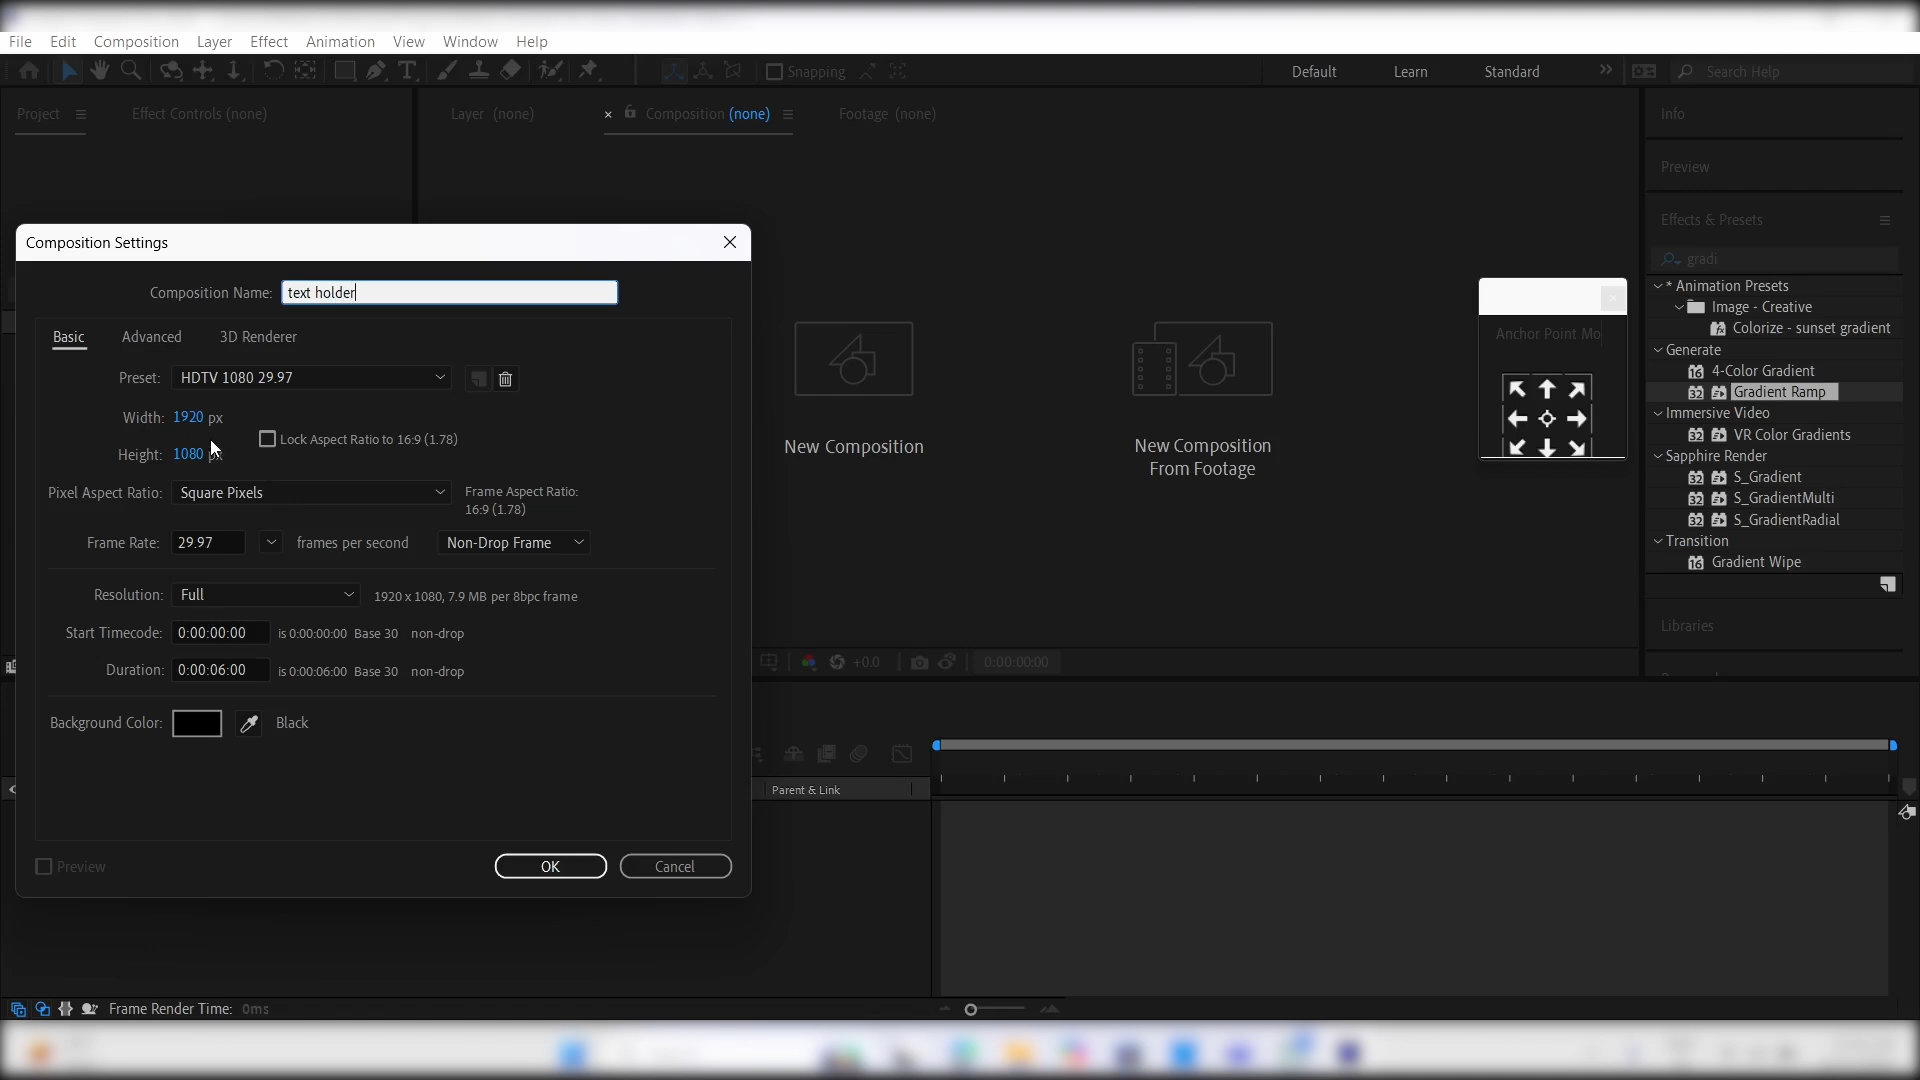 File Edit Composition Layer Effect Animation View Window Help
Snapping
Default Learn Standard
Search Help
Project
Effect Controls (none)
Layer (none)
Composition (none)
Footage (none)
Info
Preview
Effects & Presets
gradi
* Animation Presets
Image - Creative
Colorize - sunset gradient
Generate
4-Color Gradient
Gradient Ramp
Immersive Video
VR Color Gradients
Sapphire Render
S_Gradient
S_GradientMulti
S_GradientRadial
Transition
Gradient Wipe
Libraries
Composition Settings
Composition Name: text holder
Basic Advanced 3D Renderer
Preset: HDTV 1080 29.97
Width: 1920 px
Lock Aspect Ratio to 16:9 (1.78)
Height: 1080 px
Pixel Aspect Ratio: Square Pixels
Frame Aspect Ratio:
16:9 (1.78)
Frame Rate: 29.97 frames per second Non-Drop Frame
Resolution: Full 1920 x 1080, 7.9 MB per 8bpc frame
Start Timecode: 0:00:00:00 is 0:00:00:00 Base 30 non-drop
Duration: 0:00:06:00 is 0:00:06:00 Base 30 non-drop
Background Color: Black
Preview
OK
Cancel
New Composition
New Composition
From Footage
Anchor Point Mo
+0.0
0:00:00:00
Parent & Link
Frame Render Time: 0ms